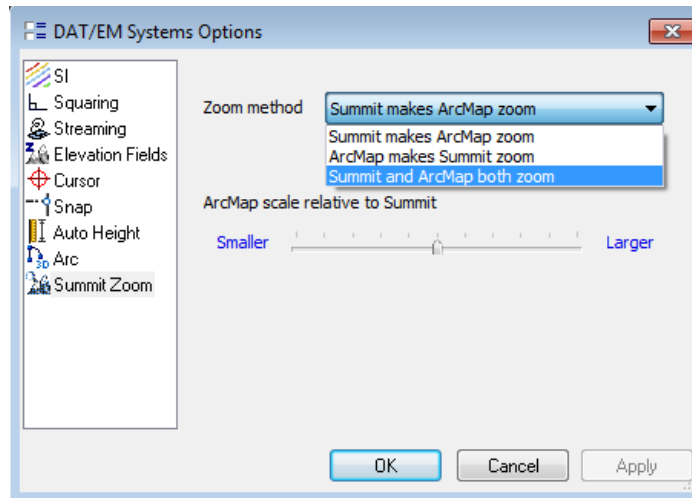 DAT/EM Systems Options
SI
Squaring
Streaming
Elevation Fields
Cursor
Snap
Auto Height
Arc
Summit Zoom
Zoom method
Summit makes ArcMap zoom
Summit makes ArcMap zoom
ArcMap makes Summit zoom
Summit and ArcMap both zoom
ArcMap scale relative to Summit
Smaller
Larger
OK
Cancel
Apply